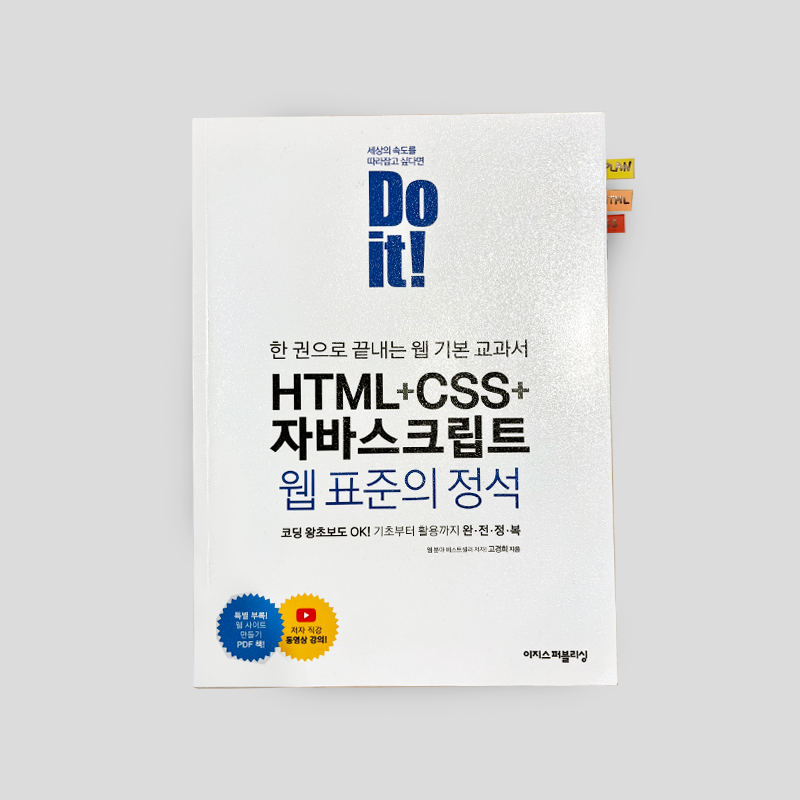 세상의 속도를
따라잡고 싶다면
Do
it!
PLAN
HTML
한 권으로 끝내는 웹 기본 교과서
HTML+CSS+
자바스크립트
웹 표준의 정석
코딩 왕초보도 OK! 기초부터 활용까지 완·전·정·복
웹 분야 베스트셀러 저자! 고경희 지음
특별 부록!
웹 사이트
만들기
PDF 책!
저자 직강
동영상 강의!
이지스퍼블리싱